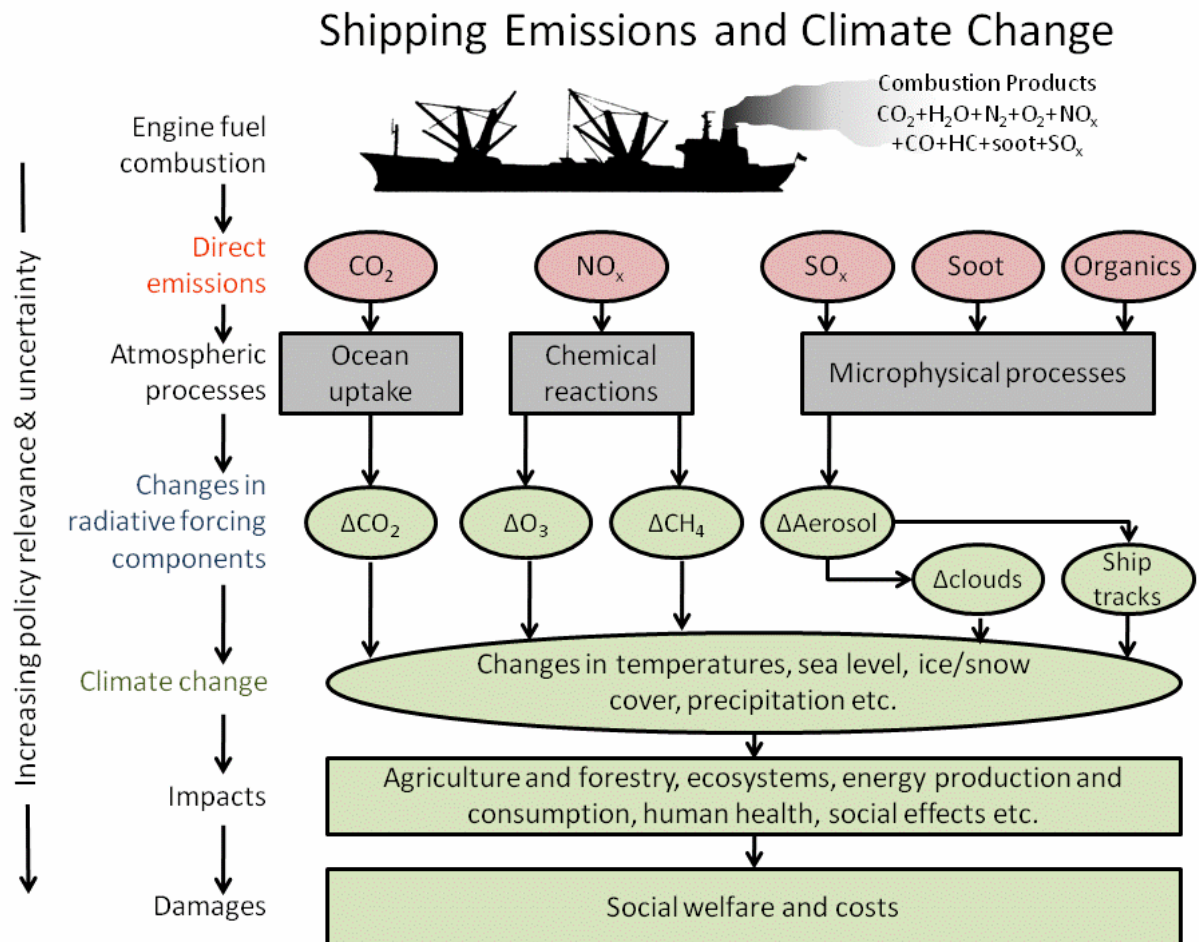 Shipping Emissions and Climate Change
Combustion Products
CO₂+H₂O+N₂+O₂+NOₓ
+CO+HC+soot+SOₓ
Engine fuel
combustion
Increasing policy relevance & uncertainty
Direct
emissions
CO₂
NOₓ
SOₓ
Soot
Organics
Atmospheric
processes
Ocean
uptake
Chemical
reactions
Microphysical processes
Changes in
radiative forcing
components
ΔCO₂
ΔO₃
ΔCH₄
ΔAerosol
Δclouds
Ship
tracks
Climate change
Changes in temperatures, sea level, ice/snow
cover, precipitation etc.
Impacts
Agriculture and forestry, ecosystems, energy production and
consumption, human health, social effects etc.
Damages
Social welfare and costs